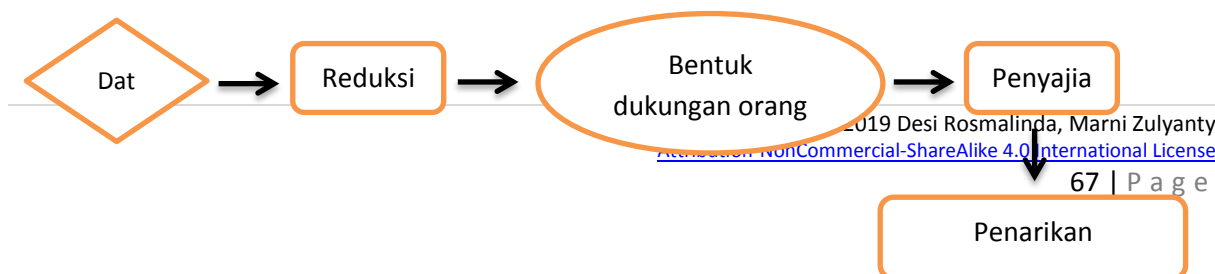 Dat
Reduksi
Bentuk
dukungan orang
Penyajia
2019 Desi Rosmalinda, Marni Zulyanty
Attribution-NonCommercial-ShareAlike 4.0 International License
67 | P a g e
Penarikan